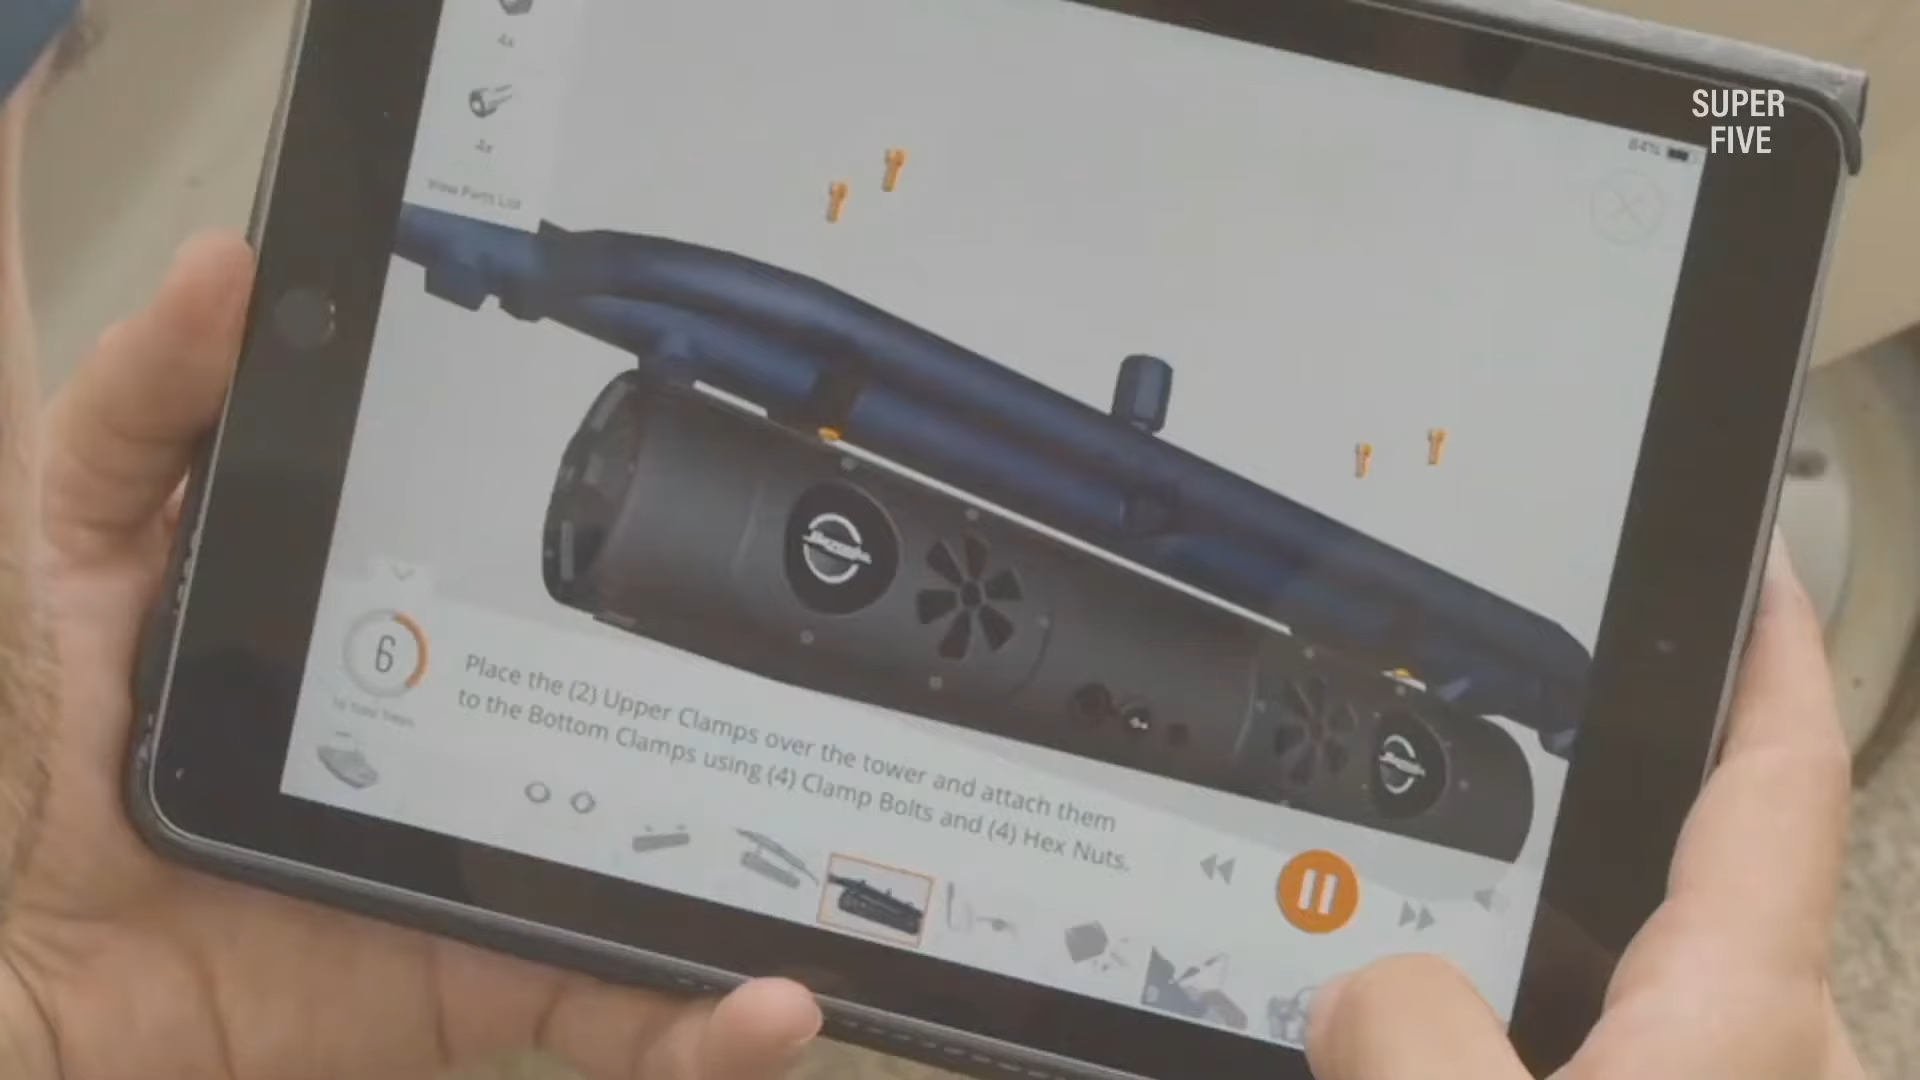 SUPER
FIVE
84%
4x
4x
View Parts List
6
Place the (2) Upper Clamps over the tower and attach them
to the Bottom Clamps using (4) Clamp Bolts and (4) Hex Nuts.